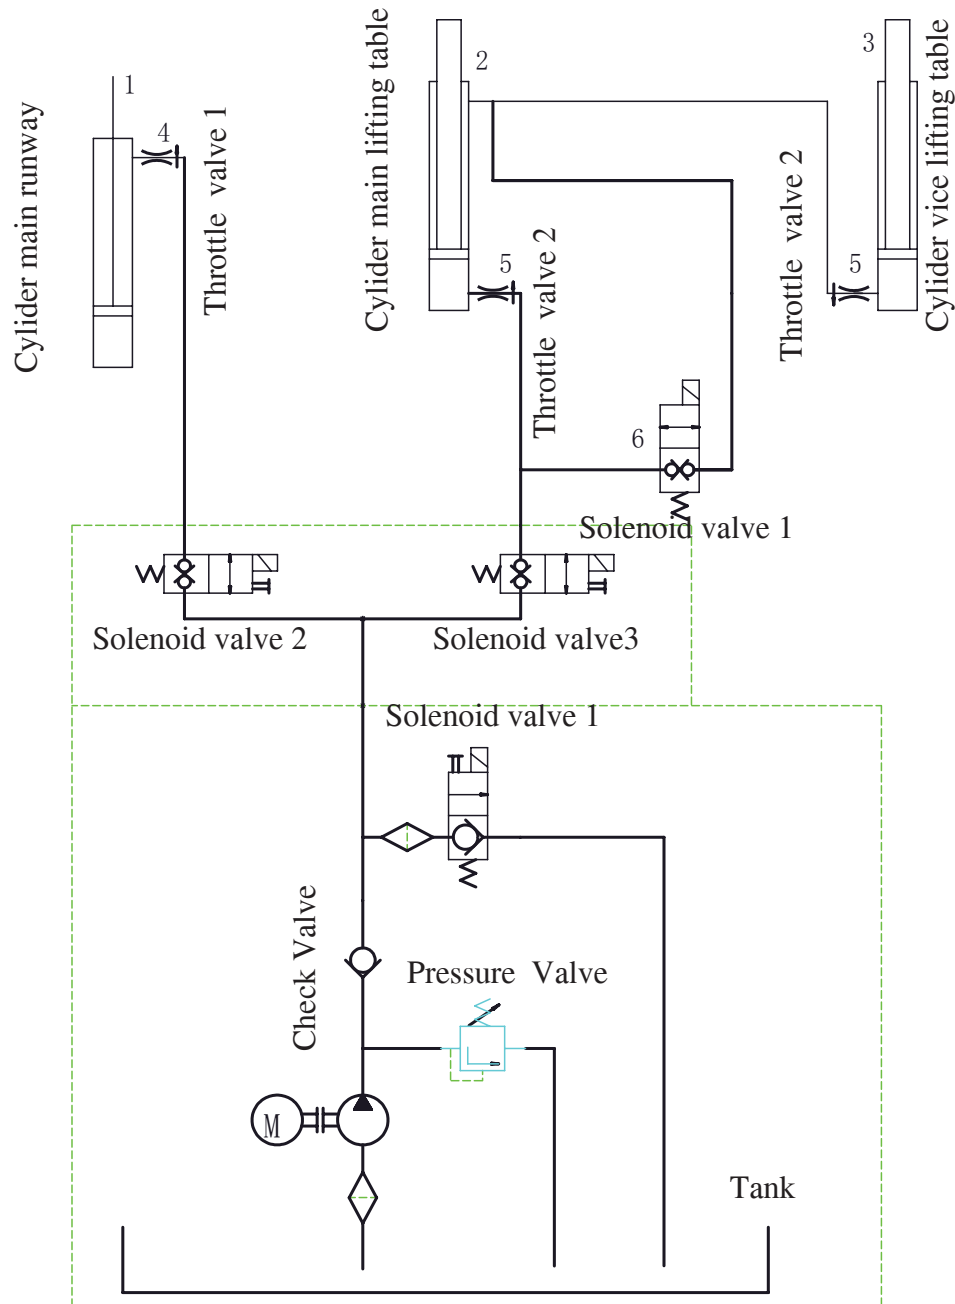 1
2
3
4
5
5
6
Cylider main runway
Throttle valve 1
Cylider main lifting table
Throttle valve 2
Throttle valve 2
Cylider vice lifting table
Solenoid valve 1
Solenoid valve 2
Solenoid valve3
Solenoid valve 1
Check Valve
Pressure Valve
M
Tank